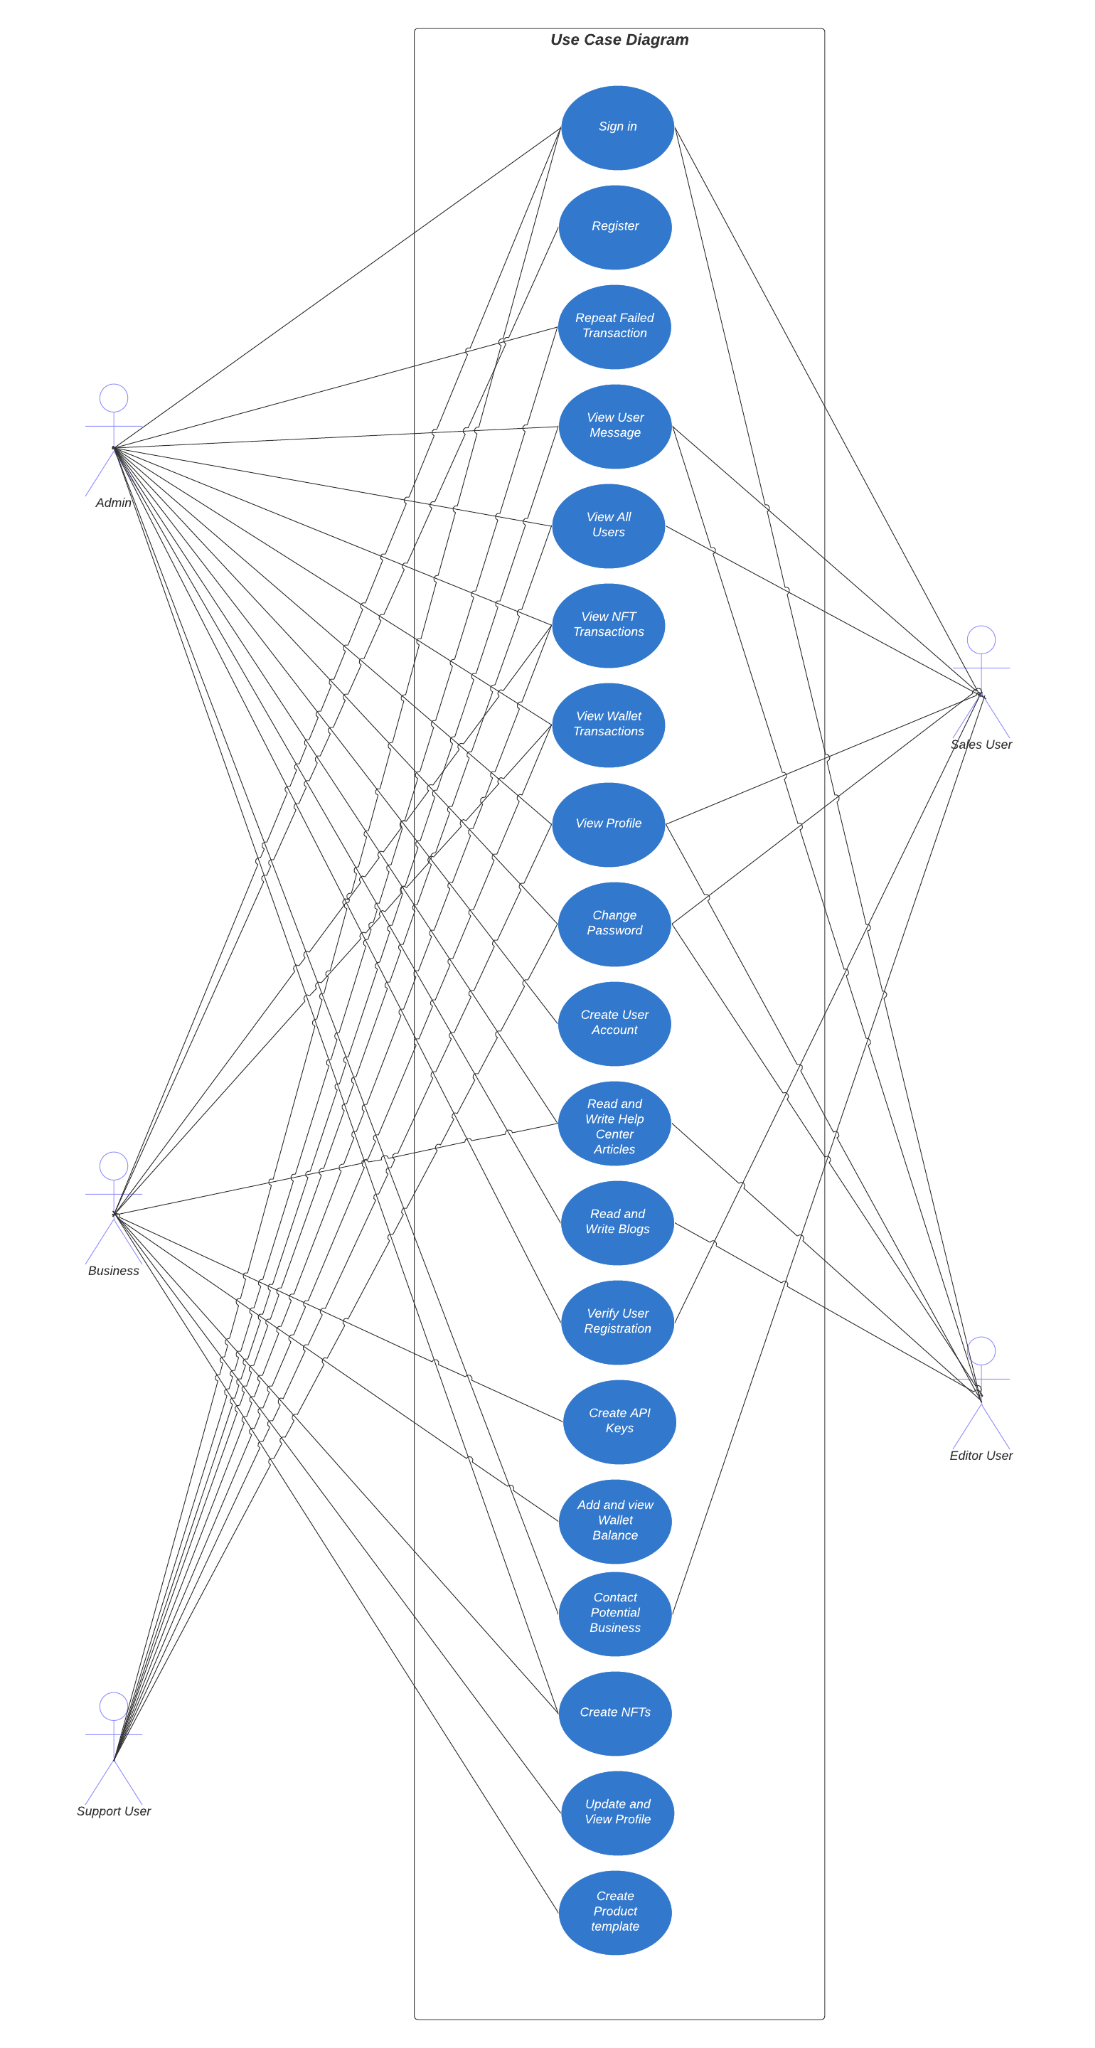 Use Case Diagram
Sign in
Register
Repeat Failed
Transaction
View User
Message
Admin
View All
Users
View NFT
Transactions
View Wallet
Transactions
Sales User
View Profile
Change
Password
Create User
Account
Read and
Write Help
Center
Articles
Read and
Write Blogs
Business
Verify User
Registration
Create API
Keys
Editor User
Add and view
Wallet
Balance
Contact
Potential
Business
Create NFTs
Update and
View Profile
Support User
Create
Product
template